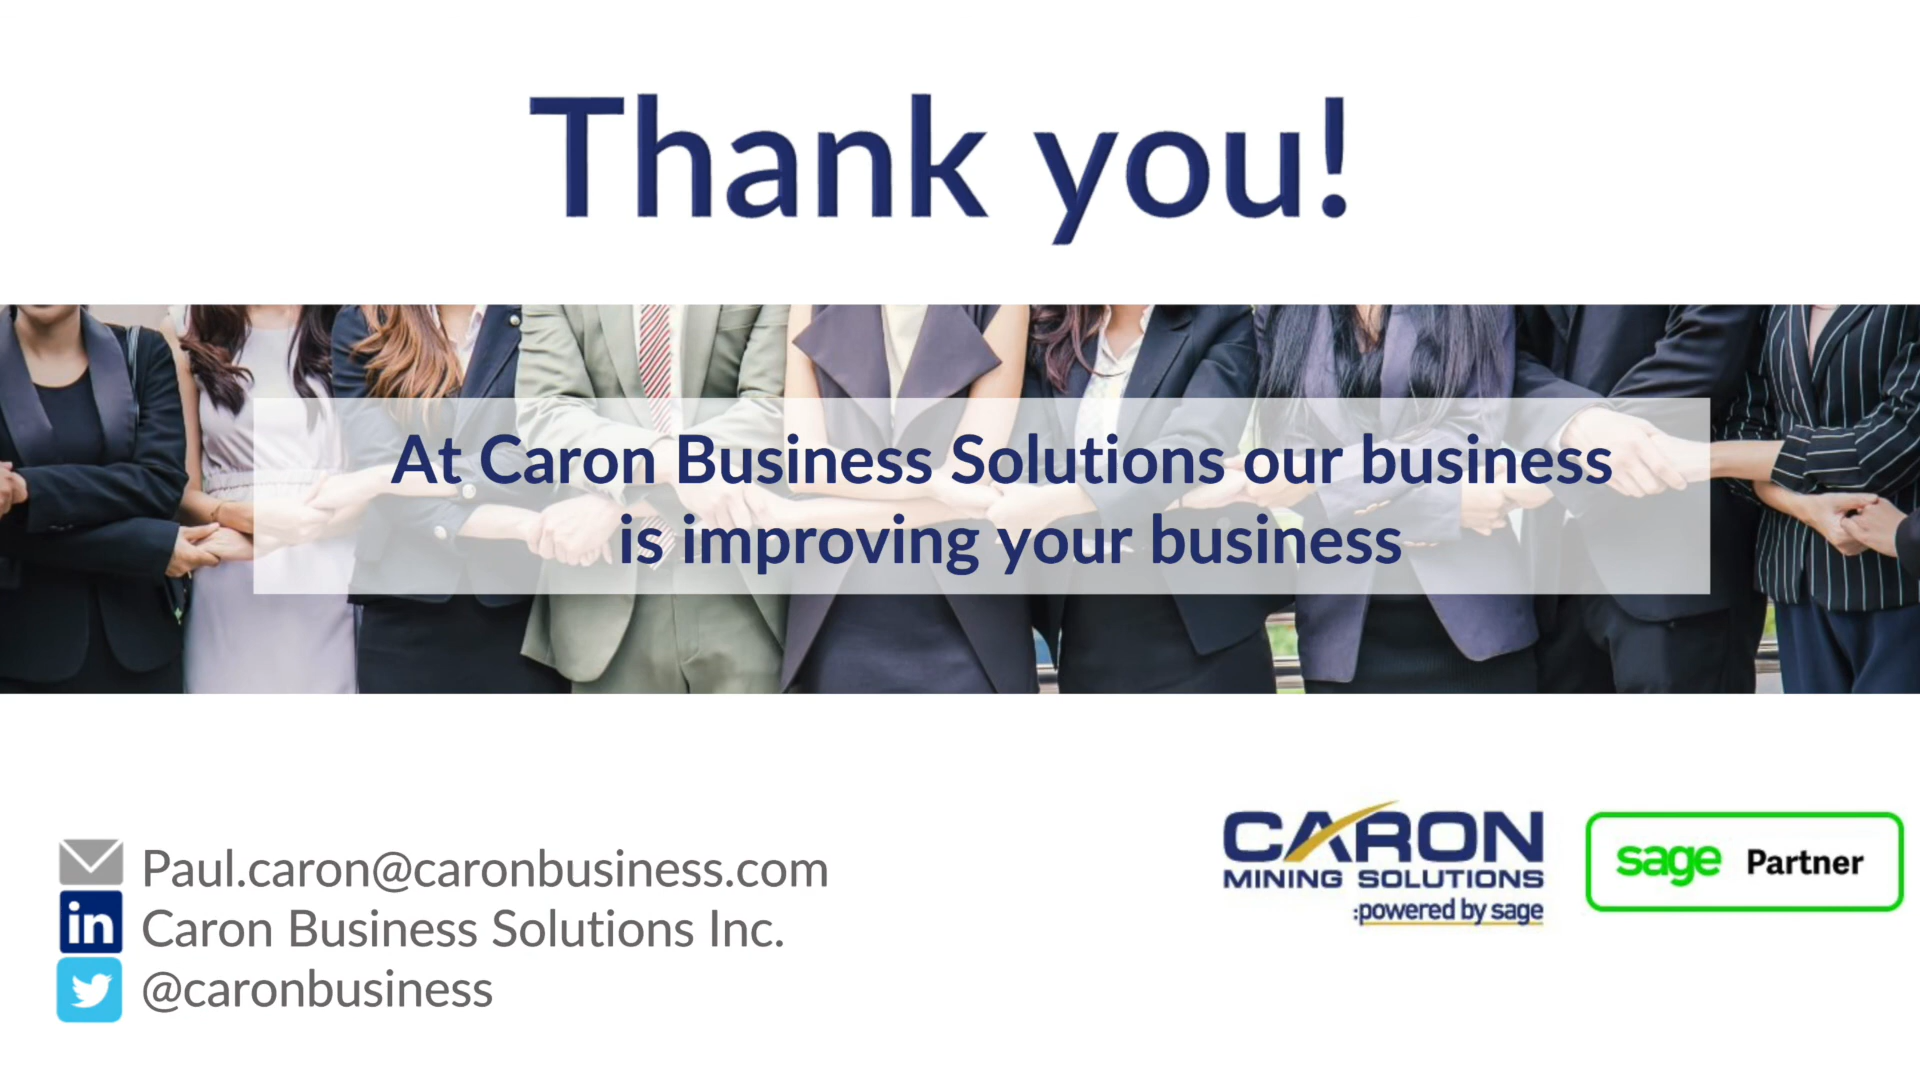 Thank you!
At Caron Business Solutions our business
is improving your business
Paul.caron@caronbusiness.com
in Caron Business Solutions Inc.
@caronbusiness
CARON
MINING SOLUTIONS
:powered by sage
sage Partner